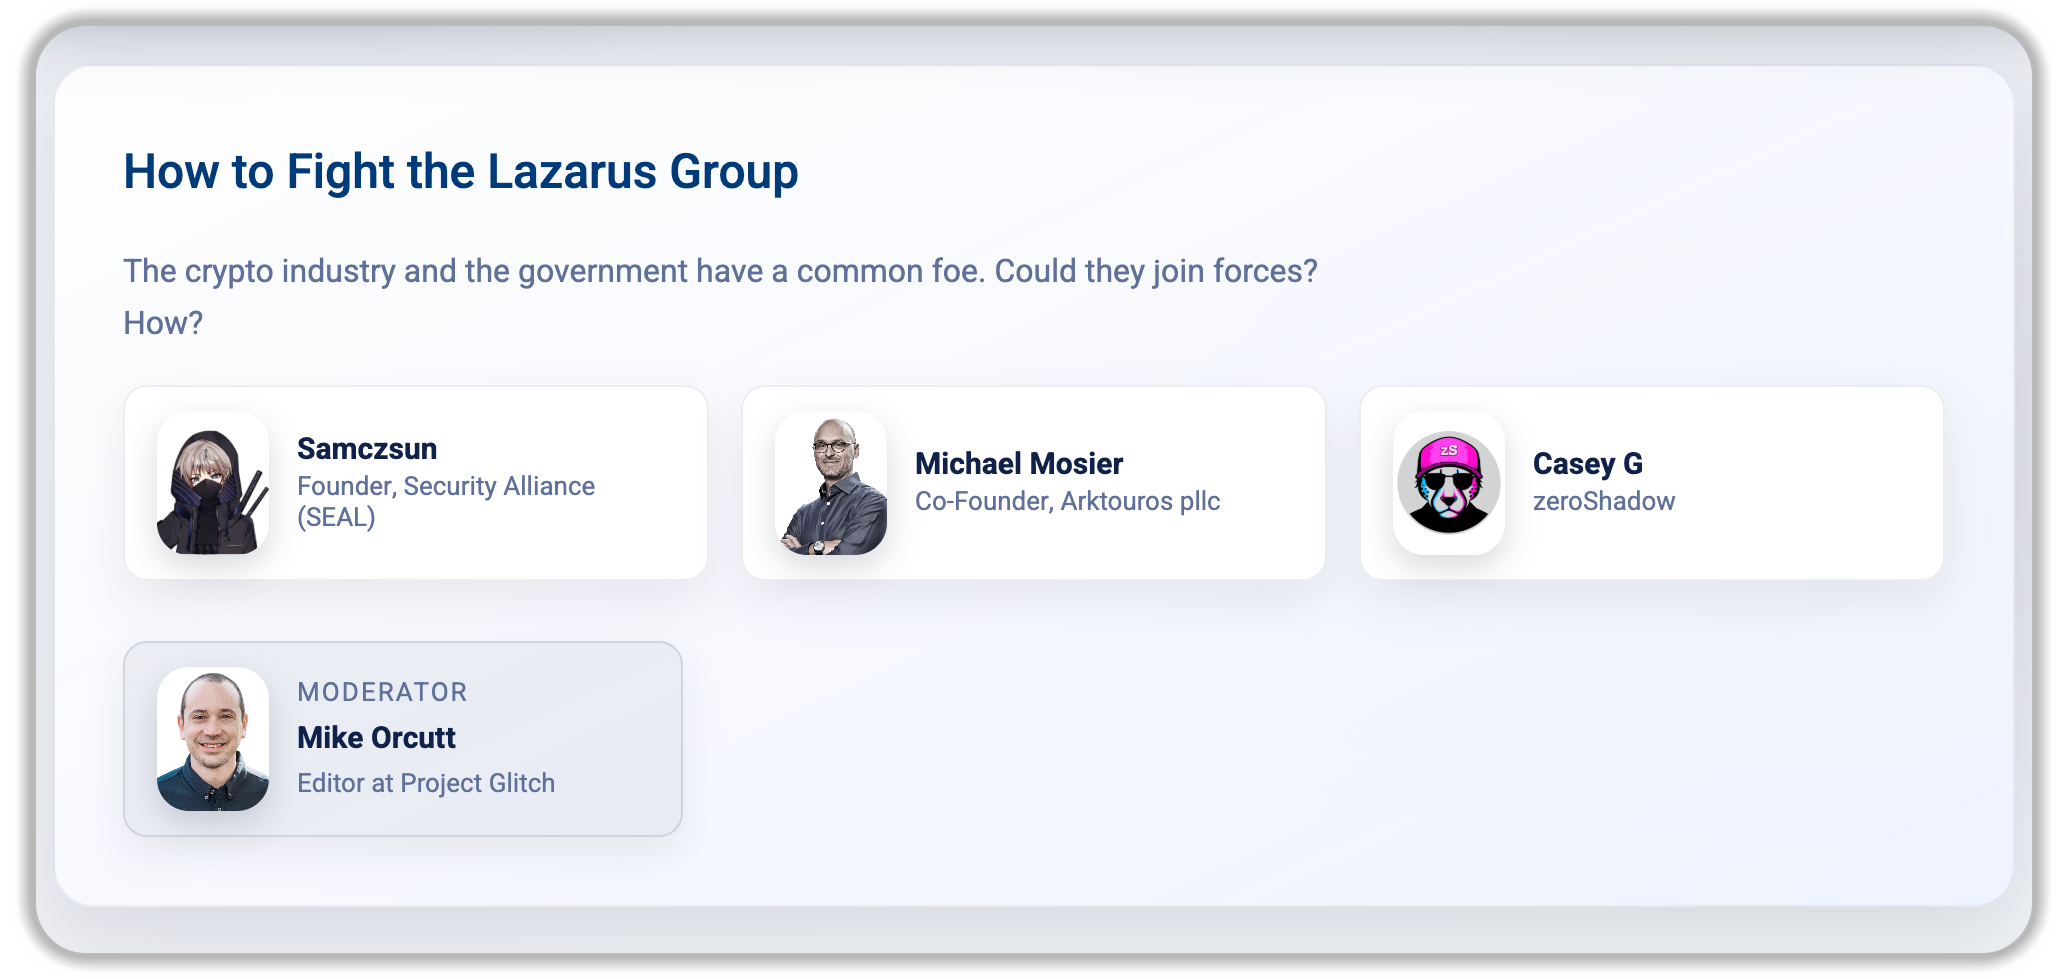 How to Fight the Lazarus Group
The crypto industry and the government have a common foe. Could they join forces?
How?
Samczsun
Founder, Security Alliance
(SEAL)
Michael Mosier
Co-Founder, Arktouros pllc
zS
Casey G
zeroShadow
MODERATOR
Mike Orcutt
Editor at Project Glitch